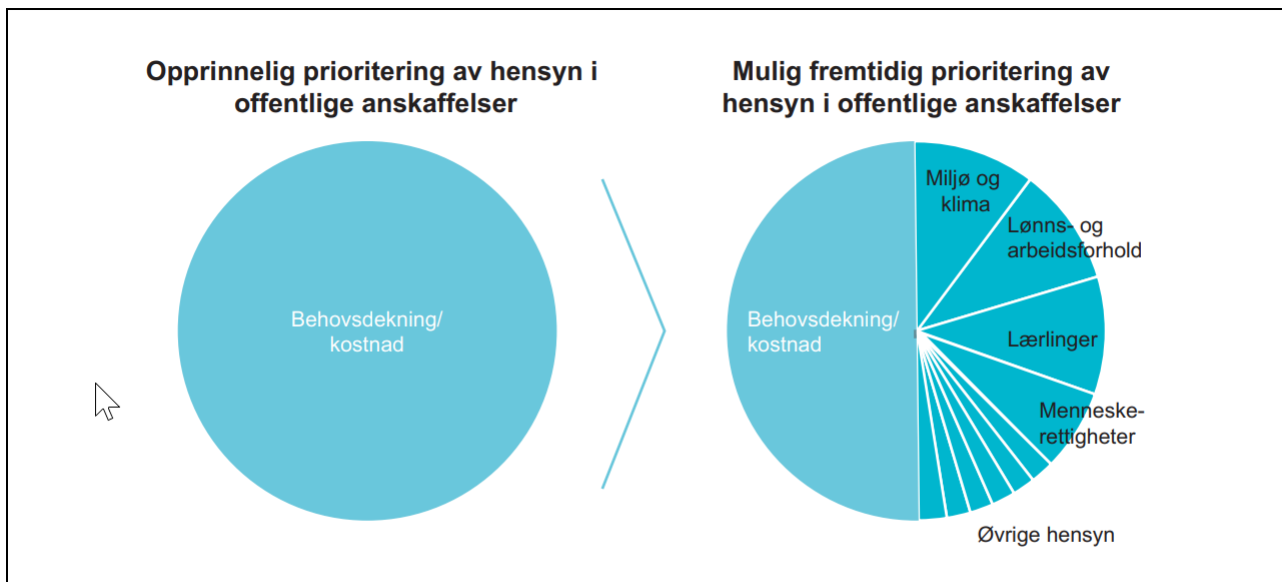 Opprinnelig prioritering av hensyn i
offentlige anskaffelser
Behovsdekning/
kostnad
Mulig fremtidig prioritering av
hensyn i offentlige anskaffelser
Behovsdekning/
kostnad
Miljø og
klima
Lønns- og
arbeidsforhold
Lærlinger
Menneske-
rettigheter
Øvrige hensyn